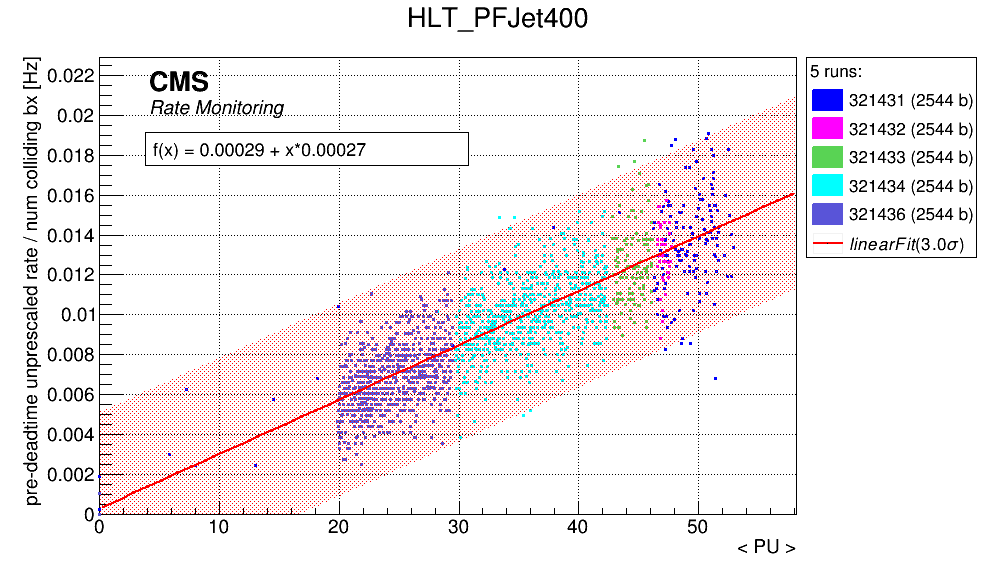 HLT_PFJet400
pre-deadtime unprescaled rate / num colliding bx [Hz]
0.022
0.02
0.018
0.016
0.014
0.012
0.01
0.008
0.006
0.004
0.002
0
CMS
Rate Monitoring
f(x) = 0.00029 + x*0.00027
0 10 20 30 40 50
< PU >
5 runs:
321431 (2544 b)
321432 (2544 b)
321433 (2544 b)
321434 (2544 b)
321436 (2544 b)
linearFit(3.0σ)